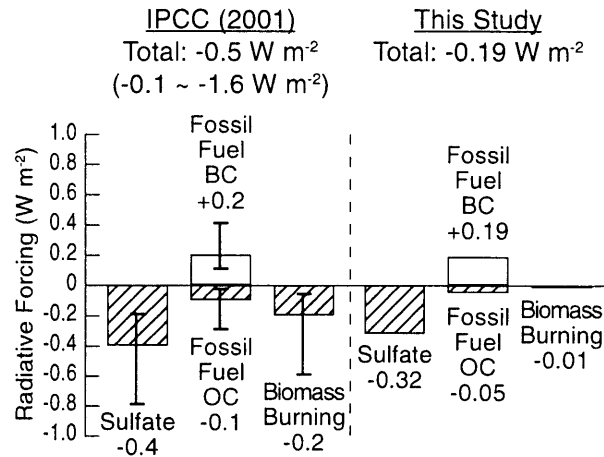 IPCC (2001)
Total: -0.5 W m-2
(-0.1 ~ -1.6 W m-2)
This Study
Total: -0.19 W m-2
Radiative Forcing (W m-2)
1.0
0.8
0.6
0.4
0.2
0
-0.2
-0.4
-0.6
-0.8
-1.0
Fossil
Fuel
BC
+0.2
Sulfate
-0.4
Fossil
Fuel
OC
-0.1
Biomass
Burning
-0.2
Fossil
Fuel
BC
+0.19
Sulfate
-0.32
Fossil
Fuel
OC
-0.05
Biomass
Burning
-0.01